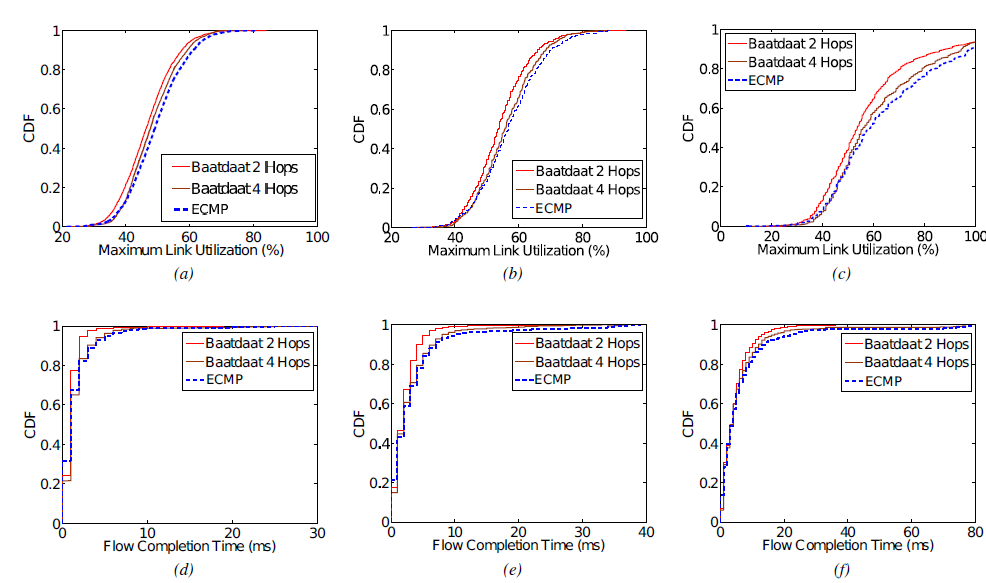 CDF
1
0.8
0.6
0.4
0.2
0
20 40 60 80 100
Maximum Link Utilization (%)
Baatdaat 2 Hops
Baatdaat 4 Hops
ECMP
(a)
CDF
1
0.8
0.6
0.4
0.2
0
20 40 60 80 100
Maximum Link Utilization (%)
Baatdaat 2 Hops
Baatdaat 4 Hops
ECMP
(b)
CDF
1
0.8
0.6
0.4
0.2
0
0 20 40 60 80 100
Maximum Link Utilization (%)
Baatdaat 2 Hops
Baatdaat 4 Hops
ECMP
(c)
CDF
1
0.8
0.6
0.4
0.2
0
0 10 20 30
Flow Completion Time (ms)
Baatdaat 2 Hops
Baatdaat 4 Hops
ECMP
(d)
CDF
1
0.8
0.6
0.4
0.2
0
0 10 20 30 40
Flow Completion Time (ms)
Baatdaat 2 Hops
Baatdaat 4 Hops
ECMP
(e)
CDF
1
0.8
0.6
0.4
0.2
0
0 20 40 60 80
Flow Completion Time (ms)
Baatdaat 2 Hops
Baatdaat 4 Hops
ECMP
(f)